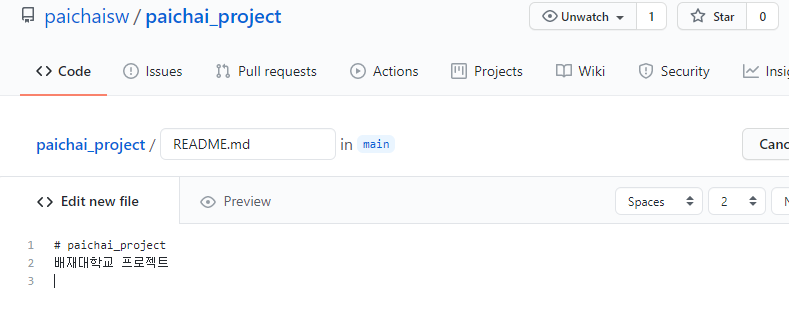 paichaisw / paichai_project
Unwatch 1 Star 0
Code Issues Pull requests Actions Projects Wiki Security Insi
paichai_project / README.md in main Canc
Edit new file Preview Spaces 2
1 # paichai_project
2 배재대학교 프로젝트
3